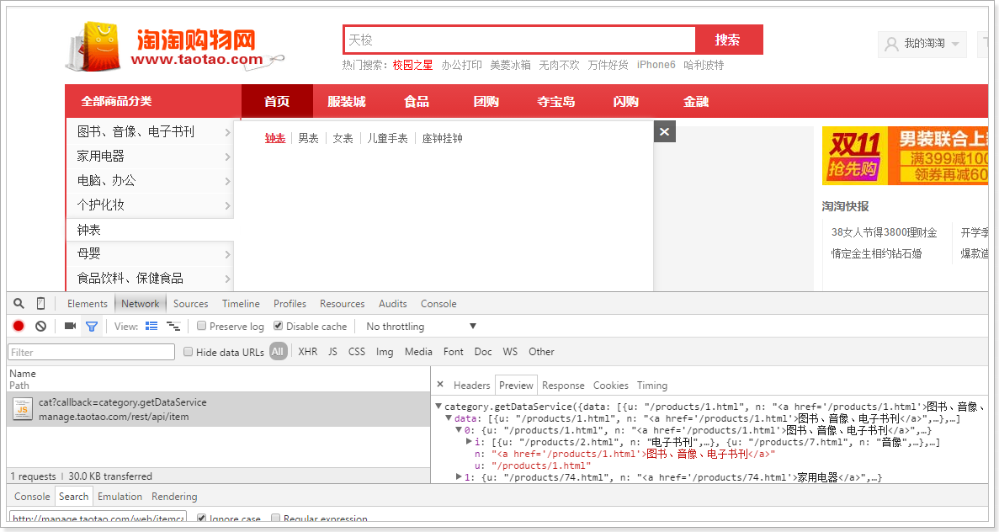 淘淘购物网
www.taotao.com
天梭
搜索
我的淘淘
热门搜索: 校园之星 办公打印 美菱冰箱 无肉不欢 万件好货 iPhone6 哈利波特
全部商品分类 首页 服装城 食品 团购 夺宝岛 闪购 金融
图书、音像、电子书刊
家用电器
电脑、办公
个护化妆
钟表
母婴
食品饮料、保健食品
钟表 男表 女表 儿童手表 座钟挂钟
双11
抢先购
男装联合上
满399减100
领券再减60
淘淘快报
38女人节得3800理财金 开学季
情定金生相约钻石婚 爆款
Elements Network Sources Timeline Profiles Resources Audits Console
View: Preserve log Disable cache No throttling
Filter Hide data URLs All XHR JS CSS Img Media Font Doc WS Other
Name
Path
JS
cat?callback=category.getDataService
manage.taotao.com/rest/api/item
1 requests | 30.0 KB transferred
× Headers Preview Response Cookies Timing
▼category.getDataService({data: [{u: "/products/1.html", n: "<a href='/products/1.html'>图书、音像、
▼data: [{u: "/products/1.html", n: "<a href='/products/1.html'>图书、音像、电子书刊</a>",…},…]
▼0: {u: "/products/1.html", n: "<a href='/products/1.html'>图书、音像、电子书刊</a>",…}
▶i: [{u: "/products/2.html", n: "电子书刊",…}, {u: "/products/7.html", n: "音像",…},…]
n: "<a href='/products/1.html'>图书、音像、电子书刊</a>"
u: "/products/1.html"
▶1: {u: "/products/74.html", n: "<a href='/products/74.html'>家用电器</a>",…}
Console Search Emulation Rendering
http://manage.taotao.com/web/itemca Ignore case Regular expression